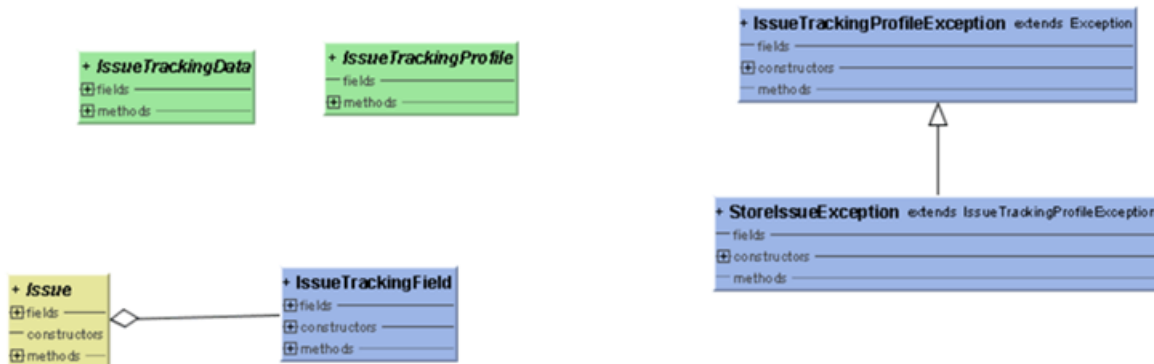 + IssueTrackingData
fields
methods
+ IssueTrackingProfile
fields
methods
+ IssueTrackingProfileException extends Exception
fields
constructors
methods
+ StoreIssueException extends IssueTrackingProfileException
fields
constructors
methods
+ Issue
fields
constructors
methods
+ IssueTrackingField
fields
constructors
methods